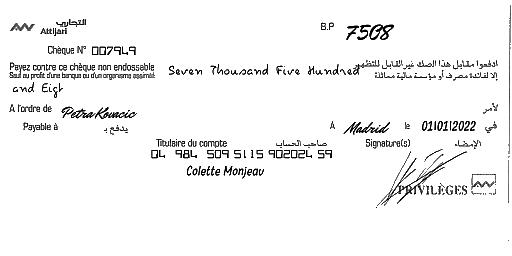 التجاري
Attijari
B.P 7508
Chèque N° 007949
Payez contre ce chèque non endossable Seven Thousand Five Hundred ادفعوا مقابل هذا الصك غير القابل للتظهير
Sauf au profit d'une banque ou d'un organisme assimilé إلا لفائدة مصرف أو مؤسسة مالية مماثلة
and Eigt
A l'ordre de Petra Kovacic لأمر
Payable à يدفع بـ
A Madrid le 01/01/2022 في
Titulaire du compte صاحب الحساب Signature(s) الإمضاء
04 984 509 5115 902024 59
Colette Monjeau
PRIVILÈGES